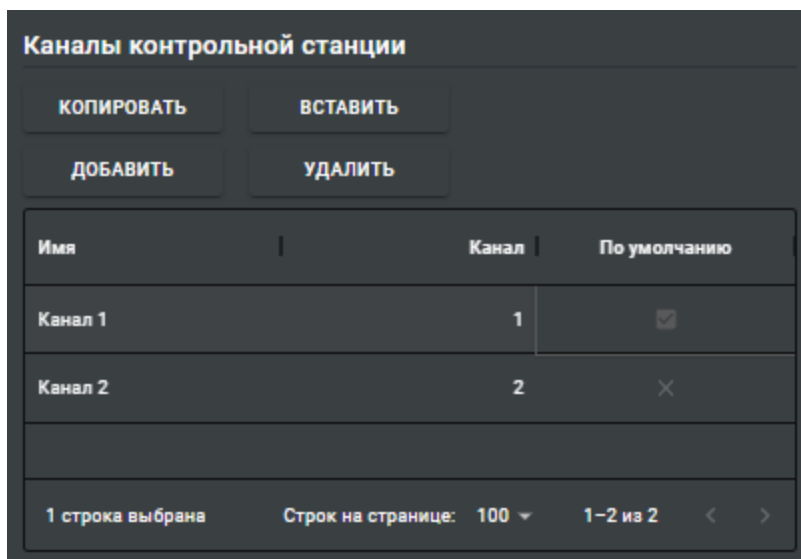 Каналы контрольной станции
КОПИРОВАТЬ ВСТАВИТЬ
ДОБАВИТЬ УДАЛИТЬ
Имя Канал По умолчанию
Канал 1 1
Канал 2 2
1 строка выбрана Строк на странице: 100 1–2 из 2